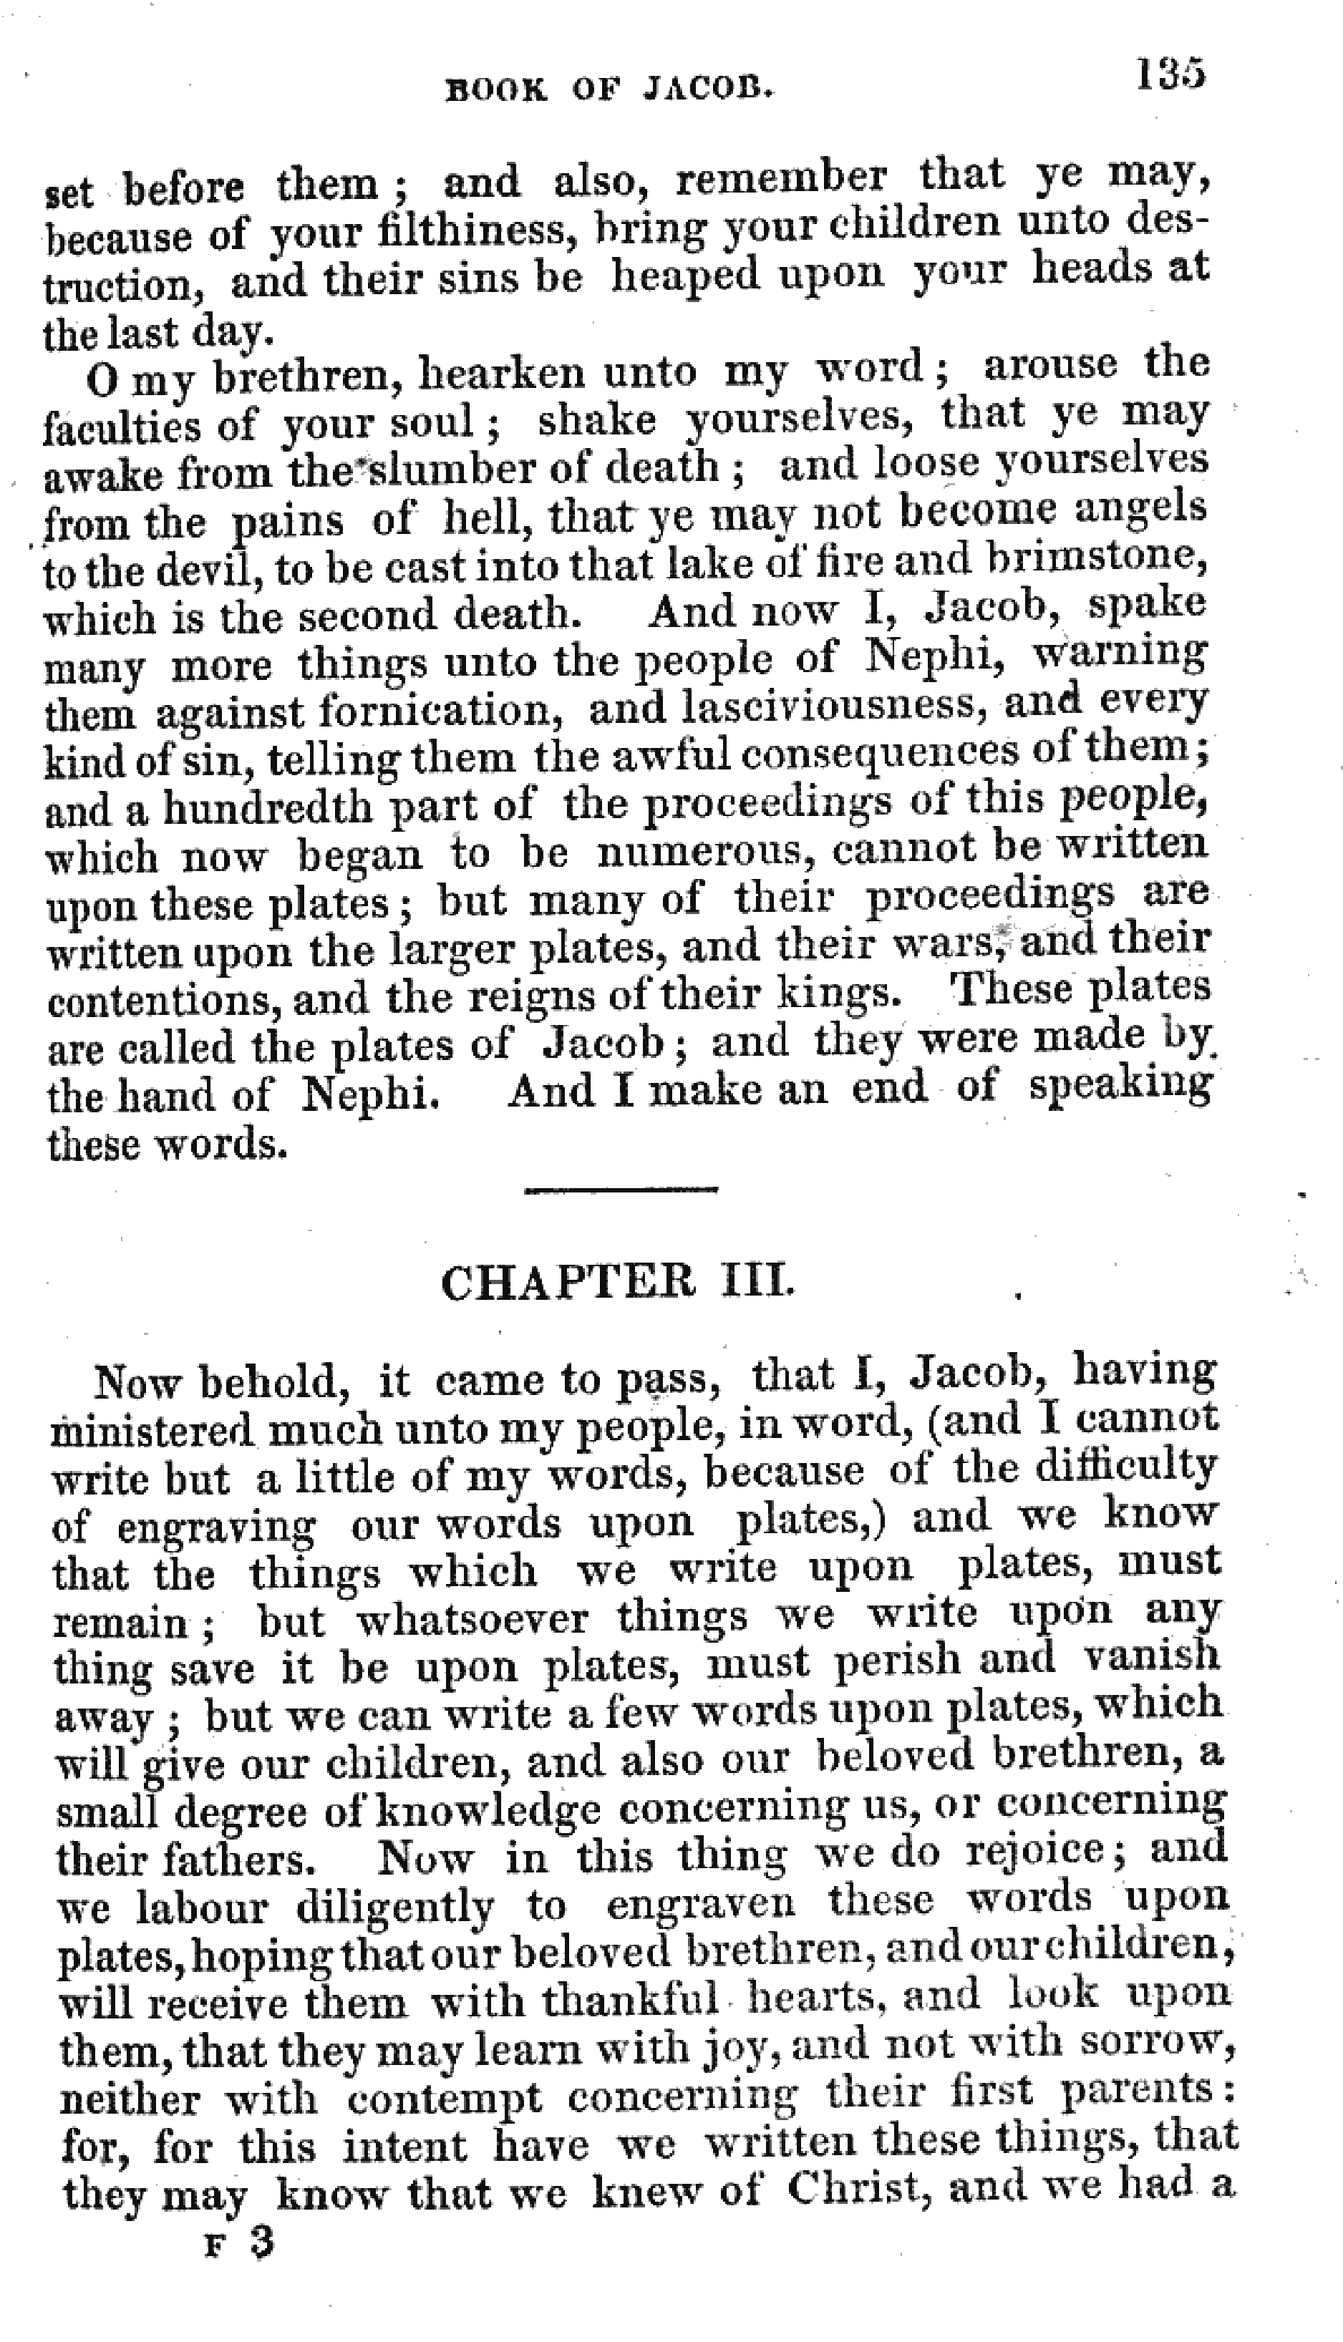 BOOK OF JACOB. 135
set before them ; and also, remember that ye may,
because of your filthiness, bring your children unto des-
truction, and their sins be heaped upon your heads at
the last day.
O my brethren, hearken unto my word ; arouse the
faculties of your soul ; shake yourselves, that ye may
awake from the slumber of death ; and loose yourselves
from the pains of hell, that ye may not become angels
to the devil, to be cast into that lake of fire and brimstone,
which is the second death. And now I, Jacob, spake
many more things unto the people of Nephi, warning
them against fornication, and lasciviousness, and every
kind of sin, telling them the awful consequences of them;
and a hundredth part of the proceedings of this people,
which now began to be numerous, cannot be written
upon these plates ; but many of their proceedings are
written upon the larger plates, and their wars, and their
contentions, and the reigns of their kings. These plates
are called the plates of Jacob ; and they were made by
the hand of Nephi. And I make an end of speaking
these words.
CHAPTER III.
Now behold, it came to pass, that I, Jacob, having
ministered much unto my people, in word, (and I cannot
write but a little of my words, because of the difficulty
of engraving our words upon plates,) and we know
that the things which we write upon plates, must
remain ; but whatsoever things we write upon any
thing save it be upon plates, must perish and vanish
away ; but we can write a few words upon plates, which
will give our children, and also our beloved brethren, a
small degree of knowledge concerning us, or concerning
their fathers. Now in this thing we do rejoice; and
we labour diligently to engraven these words upon
plates, hoping that our beloved brethren, and our children,
will receive them with thankful hearts, and look upon
them, that they may learn with joy, and not with sorrow,
neither with contempt concerning their first parents :
for, for this intent have we written these things, that
they may know that we knew of Christ, and we had a
F 3